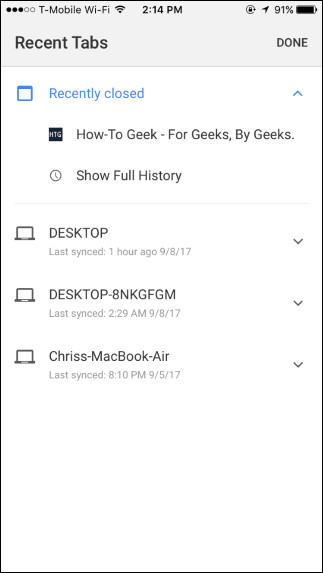 T-Mobile Wi-Fi 2:14 PM 91%
Recent Tabs DONE
Recently closed
HTG How-To Geek - For Geeks, By Geeks.
Show Full History
DESKTOP
Last synced: 1 hour ago 9/8/17
DESKTOP-8NKGFGM
Last synced: 2:29 AM 9/8/17
Chriss-MacBook-Air
Last synced: 8:10 PM 9/5/17